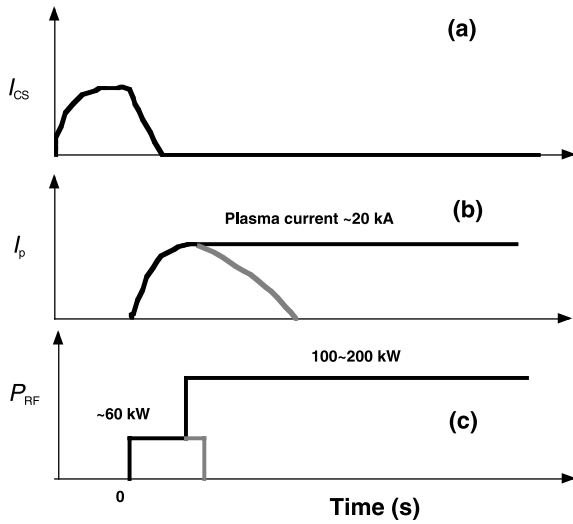 (a)
I_CS
Plasma current ~20 kA
(b)
I_p
100~200 kW
P_RF
~60 kW
(c)
0
Time (s)